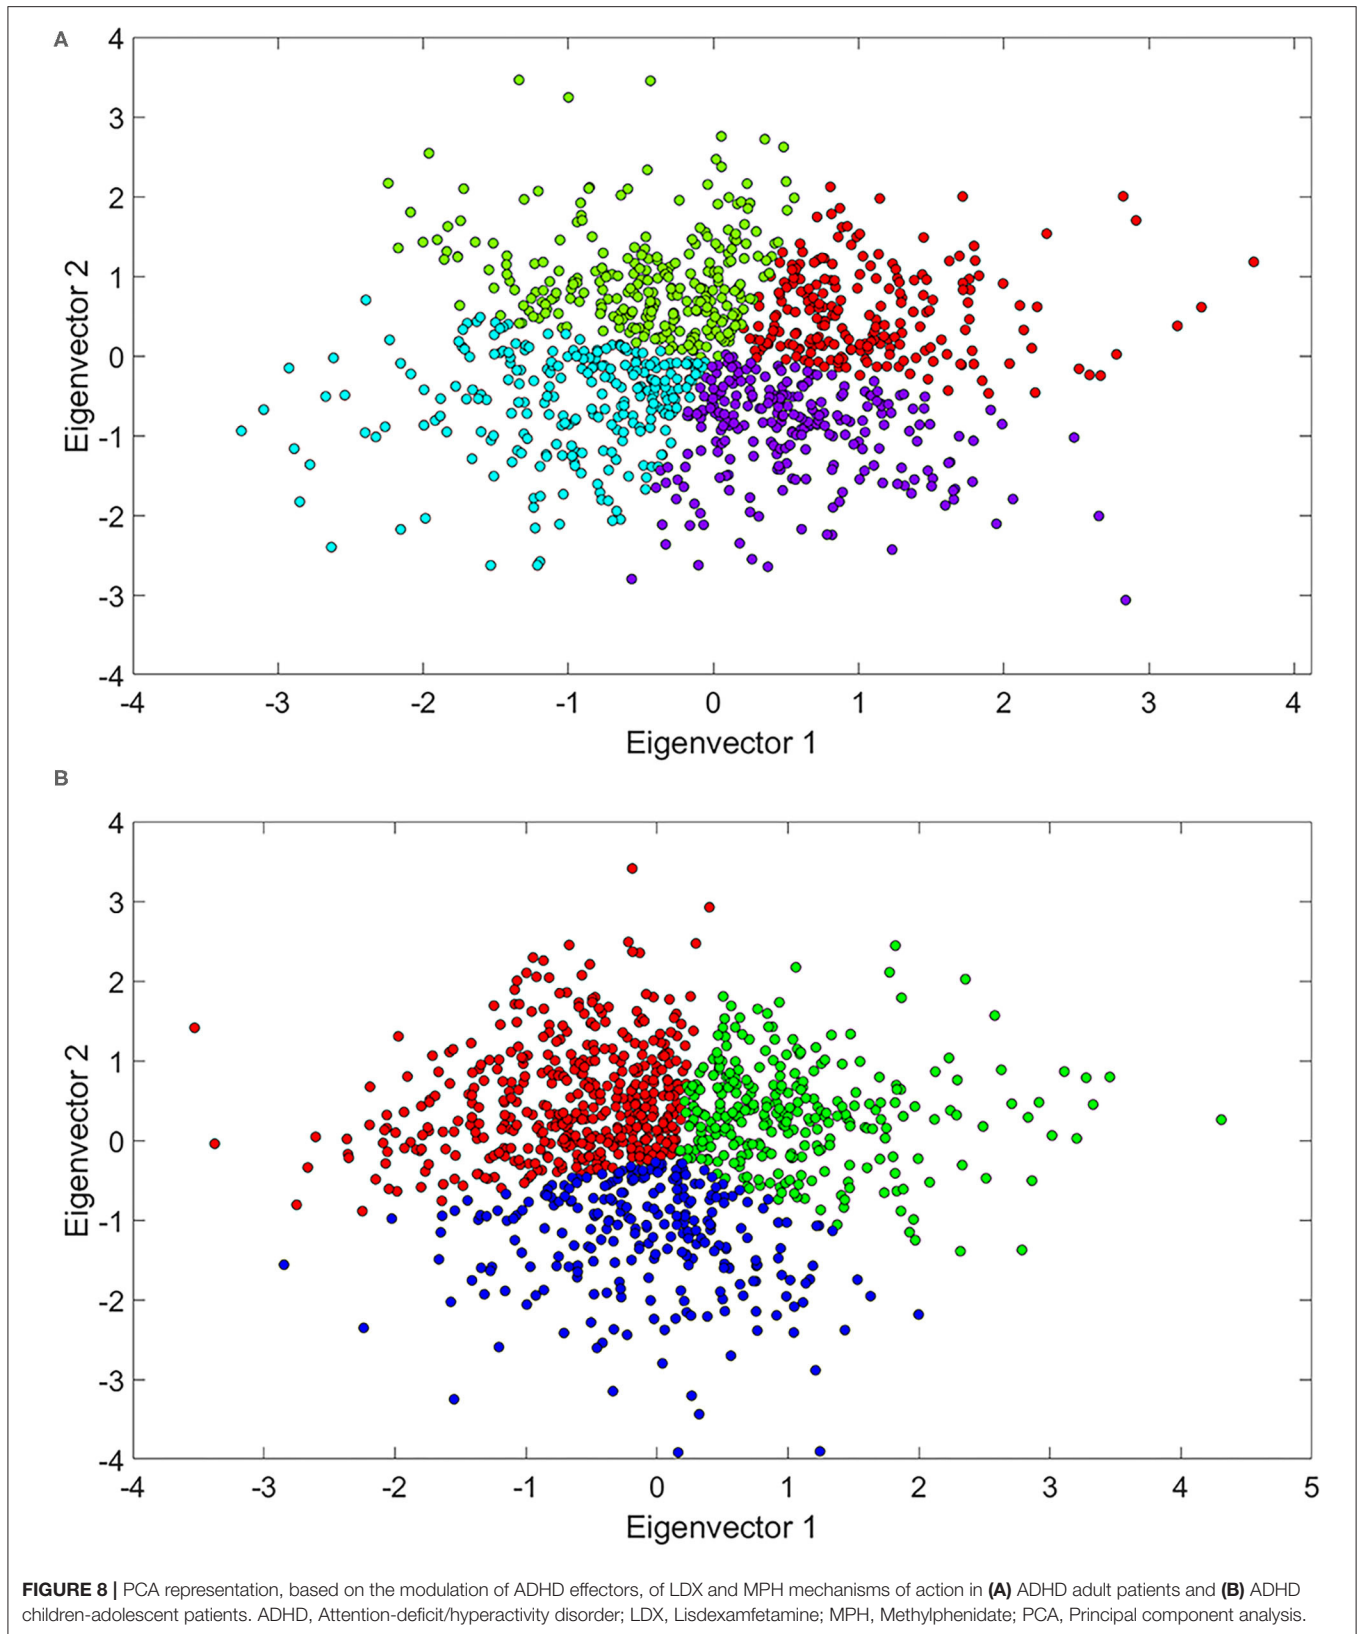 A
4
3
2
1
0
-1
-2
-3
-4
Eigenvector 2
-4 -3 -2 -1 0 1 2 3 4
Eigenvector 1
B
4
3
2
1
0
-1
-2
-3
-4
Eigenvector 2
-4 -3 -2 -1 0 1 2 3 4 5
Eigenvector 1
FIGURE 8 | PCA representation, based on the modulation of ADHD effectors, of LDX and MPH mechanisms of action in (A) ADHD adult patients and (B) ADHD
children-adolescent patients. ADHD, Attention-deficit/hyperactivity disorder; LDX, Lisdexamfetamine; MPH, Methylphenidate; PCA, Principal component analysis.